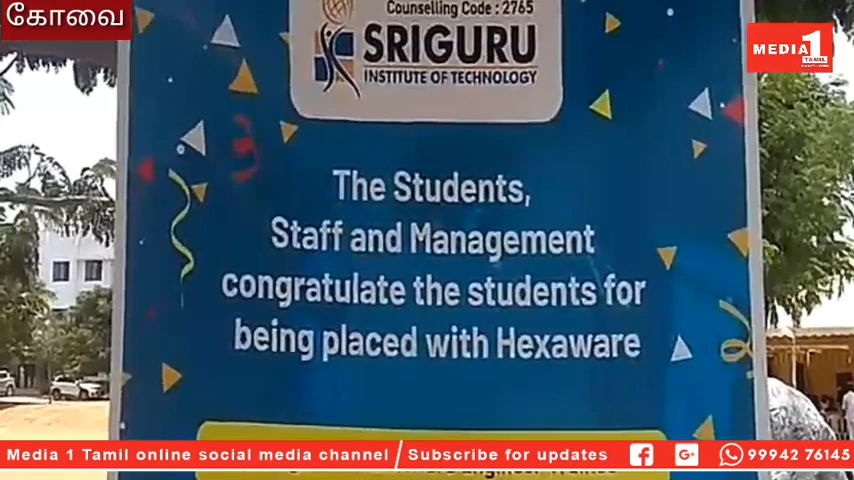 கோவை
MEDIA 1
TAMIL
Counselling Code : 2765
SRIGURU
INSTITUTE OF TECHNOLOGY
The Students,
Staff and Management
congratulate the students for
being placed with Hexaware
Media 1 Tamil online social media channel / Subscribe for updates
99942 76145